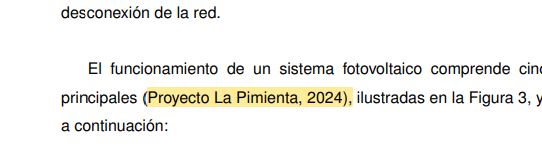 desconexión de la red.
El funcionamiento de un sistema fotovoltaico comprende
principales (Proyecto La Pimienta, 2024), ilustradas en la Figura 3, y
a continuación: